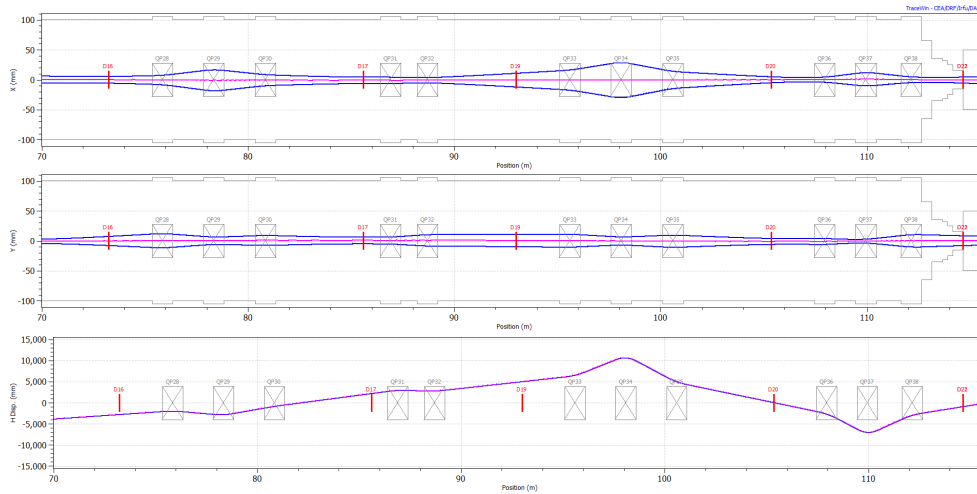 TraceWin - CEA/DRF/Irfu/DA
X (mm)
100
50
0
-50
-100
D16 QP28 QP29 QP30 D17 QP31 QP32 D19 QP33 QP34 QP35 D20 QP36 QP37 QP38
70 80 90 100 110
Position (m)
Y (mm)
100
50
0
-50
-100
D16 QP28 QP29 QP30 D17 QP31 QP32 D19 QP33 QP34 QP35 D20 QP36 QP37 QP38
70 80 90 100 110
Position (m)
H Disp. (mm)
15,000
10,000
5,000
0
-5,000
-10,000
-15,000
D16 QP28 QP29 QP30 D17 QP31 QP32 D19 QP33 QP34 D20 QP36 QP37 QP38
70 80 90 100 110
Position (m)